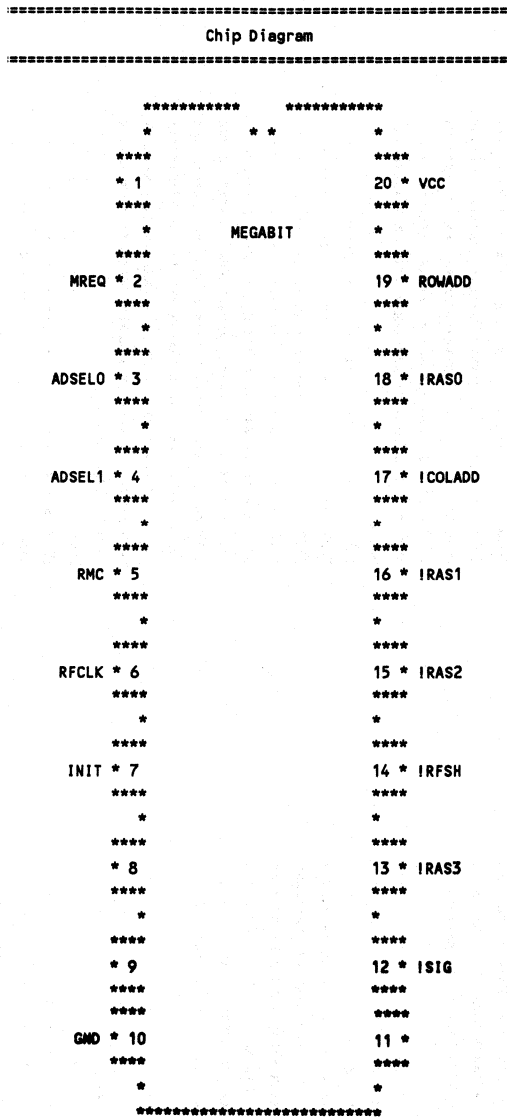 ===============================================
Chip Diagram
===============================================
*********** ***********
* * * *
**** ****
* 1 20 * VCC
**** ****
* MEGABIT *
**** ****
MREQ * 2 19 * ROWADD
**** ****
* *
**** ****
ADSEL0 * 3 18 * !RAS0
**** ****
* *
**** ****
ADSEL1 * 4 17 * !COLADD
**** ****
* *
**** ****
RMC * 5 16 * !RAS1
**** ****
* *
**** ****
RFCLK * 6 15 * !RAS2
**** ****
* *
**** ****
INIT * 7 14 * !RFSH
**** ****
* *
**** ****
* 8 13 * !RAS3
**** ****
* *
**** ****
* 9 12 * !SIG
**** ****
**** ****
GND * 10 11 *
**** ****
* *
***************************